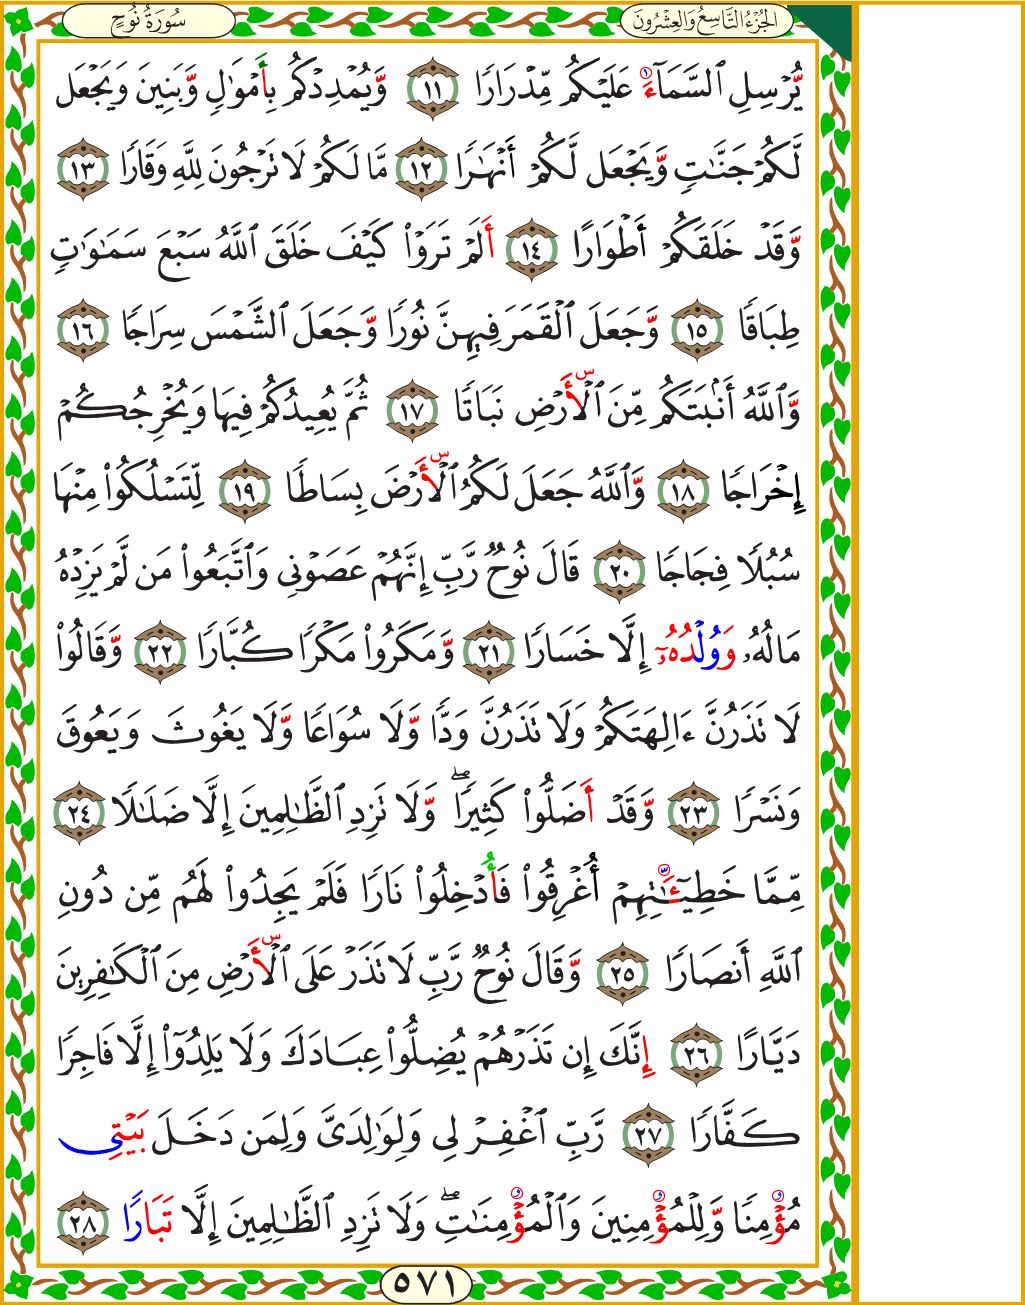 الجُزْءُ التَّاسِعُ وَالعِشْرُونَ
سُورَةُ نُوحٍ
يُّرْسِلِ ٱلسَّمَآءَ عَلَيْكُم مِّدْرَارًا ١١ وَّيُمْدِدْكُم بِأَمْوَٰلٍ وَّبَنِينَ وَيَجْعَل
لَّكُمْ جَنَّٰتٍ وَّيَجْعَل لَّكُمْ أَنْهَٰرًا ١٢ مَّا لَكُمْ لَا تَرْجُونَ لِلَّهِ وَقَارًا ١٣
وَّقَدْ خَلَقَكُمْ أَطْوَارًا ١٤ أَلَمْ تَرَوْا۟ كَيْفَ خَلَقَ ٱللَّهُ سَبْعَ سَمَٰوَٰتٍ
طِبَاقًا ١٥ وَّجَعَلَ ٱلْقَمَرَ فِيهِنَّ نُورًا وَّجَعَلَ ٱلشَّمْسَ سِرَاجًا ١٦
وَّٱللَّهُ أَنۢبَتَكُم مِّنَ ٱلْأَرْضِ نَبَاتًا ١٧ ثُمَّ يُعِيدُكُمْ فِيهَا وَيُخْرِجُكُمْ
إِخْرَاجًا ١٨ وَّٱللَّهُ جَعَلَ لَكُمُ ٱلْأَرْضَ بِسَاطًا ١٩ لِّتَسْلُكُوا۟ مِنْهَا
سُبُلًا فِجَاجًا ٢٠ قَالَ نُوحٌ رَّبِّ إِنَّهُمْ عَصَوْنِى وَٱتَّبَعُوا۟ مَن لَّمْ يَزِدْهُ
مَالُهُۥ وَوُلْدُهُۥٓ إِلَّا خَسَارًا ٢١ وَّمَكَرُوا۟ مَكْرًا كُبَّارًا ٢٢ وَّقَالُوا۟
لَا تَذَرُنَّ ءَالِهَتَكُمْ وَلَا تَذَرُنَّ وَدًّا وَّلَا سُوَاعًا وَّلَا يَغُوثَ وَيَعُوقَ
وَنَسْرًا ٢٣ وَّقَدْ أَضَلُّوا۟ كَثِيرًا ۖ وَّلَا تَزِدِ ٱلظَّٰلِمِينَ إِلَّا ضَلَٰلًا ٢٤
مِّمَّا خَطِيٓـَٰٔتِهِمْ أُغْرِقُوا۟ فَأُدْخِلُوا۟ نَارًا فَلَمْ يَجِدُوا۟ لَهُم مِّن دُونِ
ٱللَّهِ أَنصَارًا ٢٥ وَّقَالَ نُوحٌ رَّبِّ لَا تَذَرْ عَلَى ٱلْأَرْضِ مِنَ ٱلْكَٰفِرِينَ
دَيَّارًا ٢٦ إِنَّكَ إِن تَذَرْهُمْ يُضِلُّوا۟ عِبَادَكَ وَلَا يَلِدُوٓا۟ إِلَّا فَاجِرًا
كَفَّارًا ٢٧ رَّبِّ ٱغْفِرْ لِى وَلِوَٰلِدَىَّ وَلِمَن دَخَلَ بَيْتِى
مُؤْمِنًا وَّلِلْمُؤْمِنِينَ وَٱلْمُؤْمِنَٰتِ ۖ وَلَا تَزِدِ ٱلظَّٰلِمِينَ إِلَّا تَبَارًا ٢٨
٥٧١